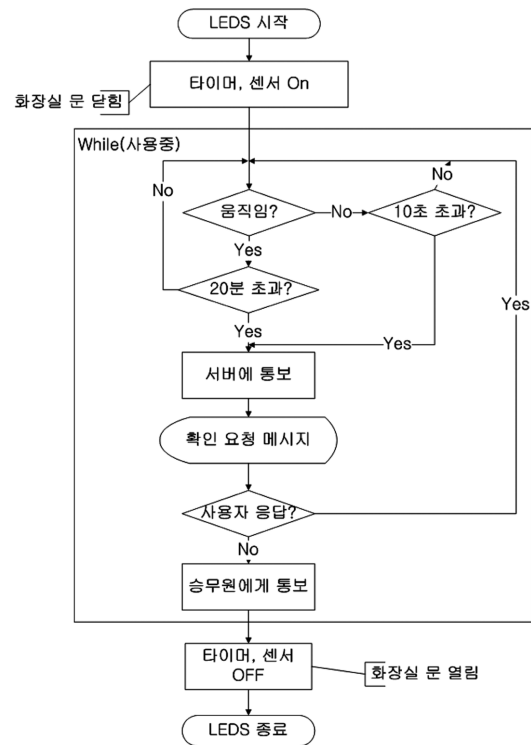 LEDS 시작
타이머, 센서 On
화장실 문 닫힘
While(사용중)
No
No
움직임?
No
10초 초과?
Yes
20분 초과?
Yes
Yes
Yes
서버에 통보
확인 요청 메시지
사용자 응답?
No
승무원에게 통보
타이머, 센서
OFF
화장실 문 열림
LEDS 종료